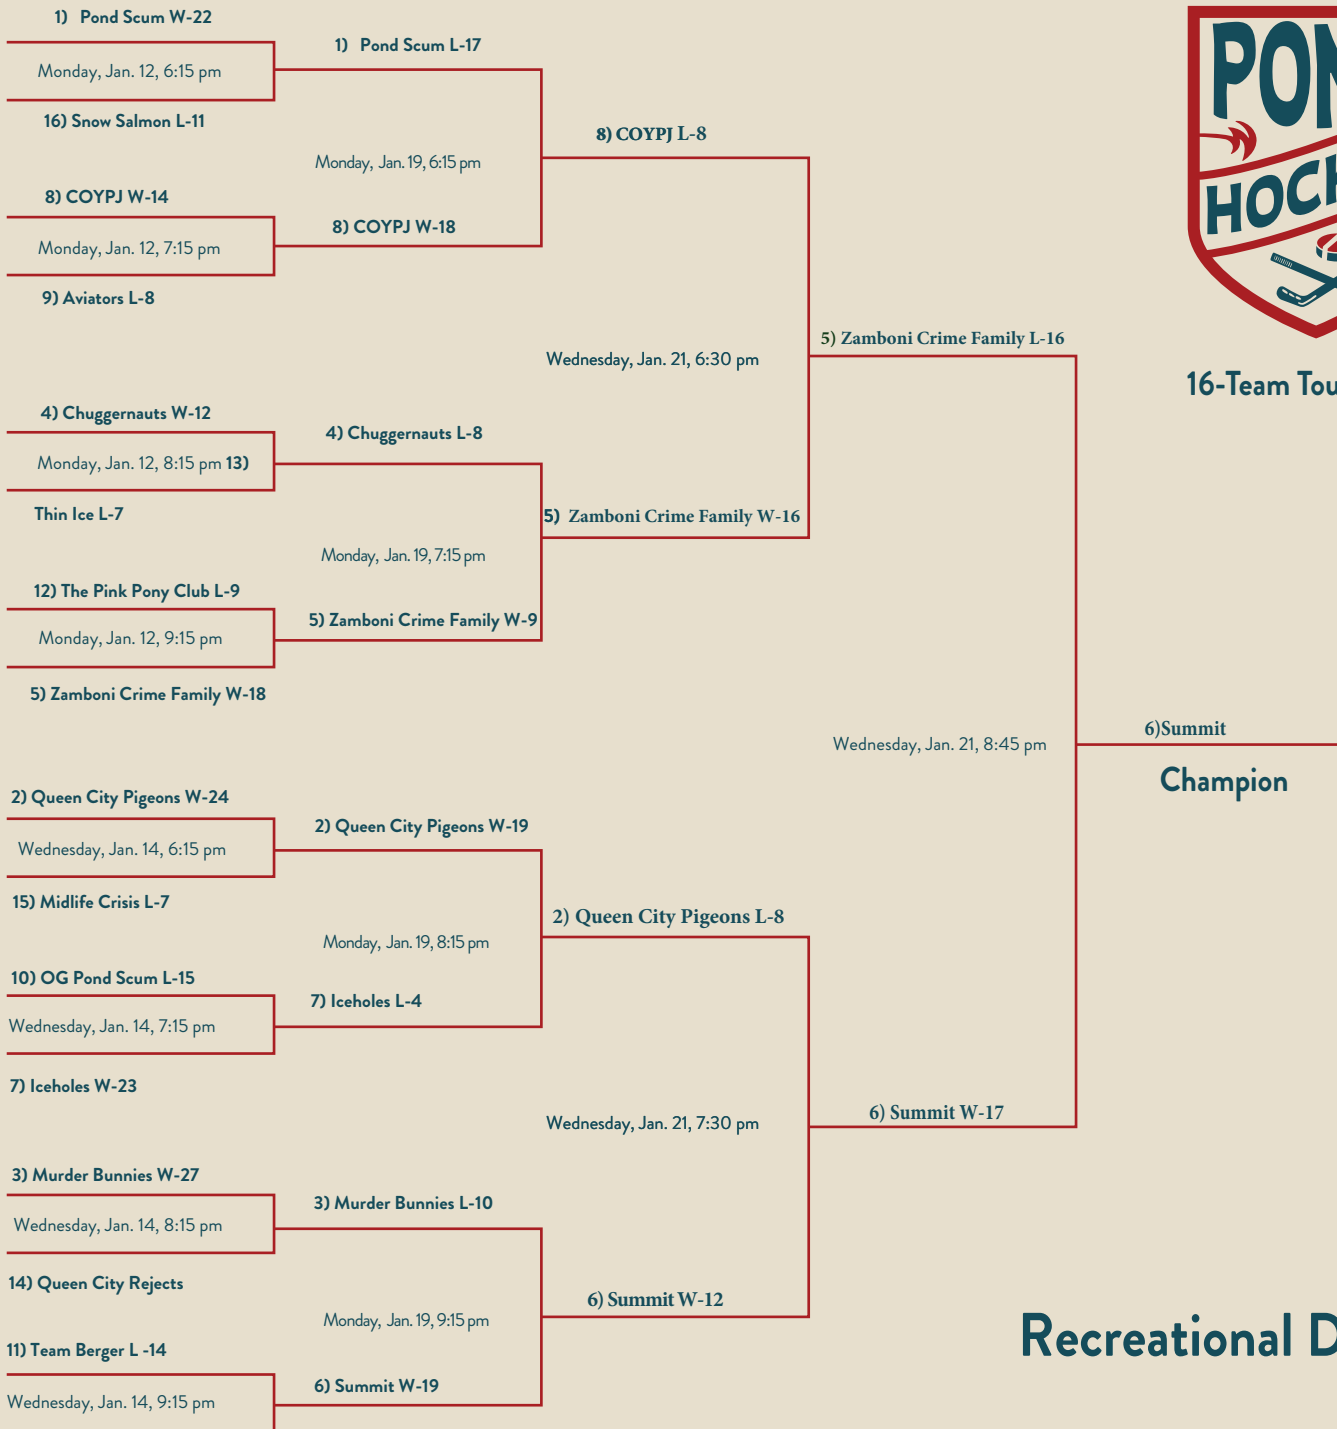 1) Pond Scum W-22
Monday, Jan. 12, 6:15 pm
16) Snow Salmon L-11
8) COYPJ W-14
Monday, Jan. 12, 7:15 pm
9) Aviators L-8
4) Chuggernauts W-12
Monday, Jan. 12, 8:15 pm 13)
Thin Ice L-7
12) The Pink Pony Club L-9
Monday, Jan. 12, 9:15 pm
5) Zamboni Crime Family W-18
2) Queen City Pigeons W-24
Wednesday, Jan. 14, 6:15 pm
15) Midlife Crisis L-7
10) OG Pond Scum L-15
Wednesday, Jan. 14, 7:15 pm
7) Iceholes W-23
3) Murder Bunnies W-27
Wednesday, Jan. 14, 8:15 pm
14) Queen City Rejects
11) Team Berger L -14
Wednesday, Jan. 14, 9:15 pm
1) Pond Scum L-17
Monday, Jan. 19, 6:15 pm
8) COYPJ W-18
4) Chuggernauts L-8
Monday, Jan. 19, 7:15 pm
5) Zamboni Crime Family W-9
2) Queen City Pigeons W-19
Monday, Jan. 19, 8:15 pm
7) Iceholes L-4
3) Murder Bunnies L-10
Monday, Jan. 19, 9:15 pm
6) Summit W-19
8) COYPJ L-8
Wednesday, Jan. 21, 6:30 pm
5) Zamboni Crime Family W-16
2) Queen City Pigeons L-8
Wednesday, Jan. 21, 7:30 pm
6) Summit W-12
5) Zamboni Crime Family L-16
Wednesday, Jan. 21, 8:45 pm
6) Summit W-17
6)Summit
Champion
PON
HOCK
16-Team Tou
Recreational D